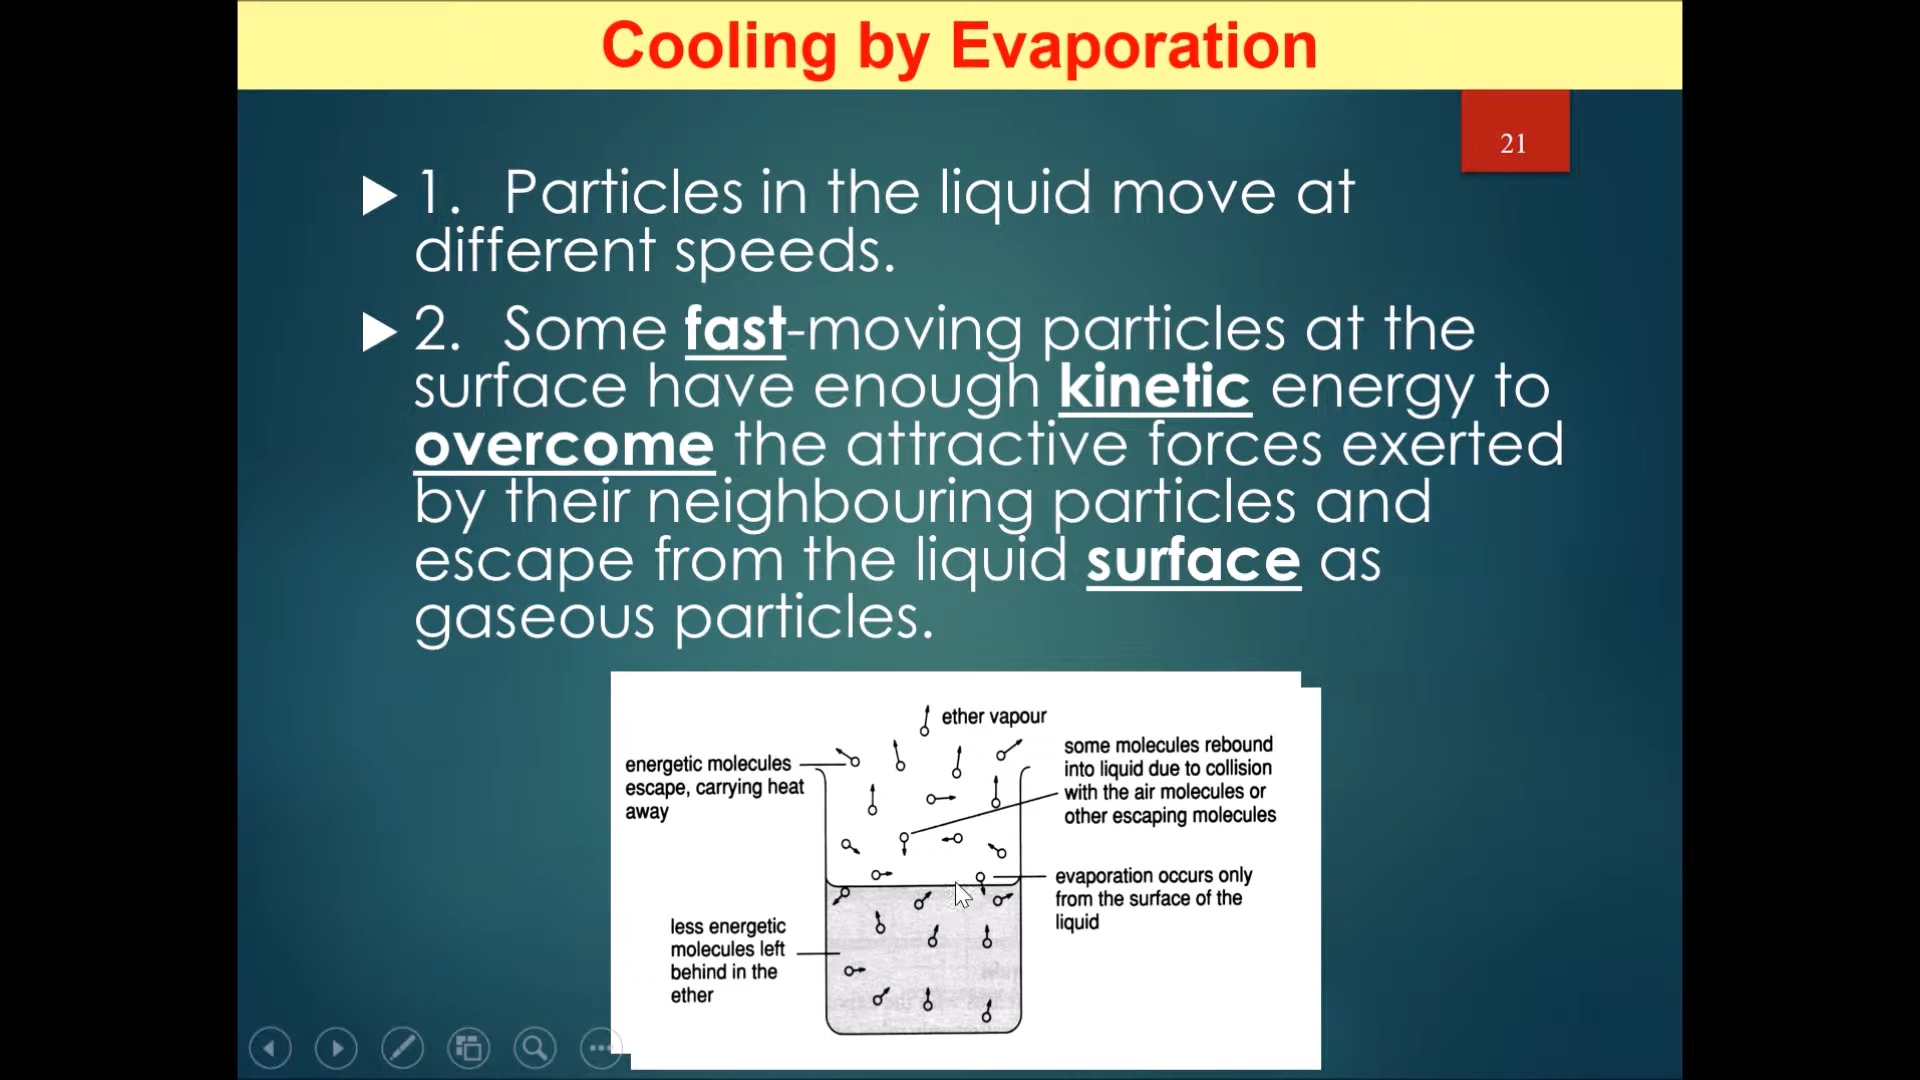 Cooling by Evaporation
21
1. Particles in the liquid move at
different speeds.
2. Some fast-moving particles at the
surface have enough kinetic energy to
overcome the attractive forces exerted
by their neighbouring particles and
escape from the liquid surface as
gaseous particles.
ether vapour
energetic molecules
escape, carrying heat
away
some molecules rebound
into liquid due to collision
with the air molecules or
other escaping molecules
evaporation occurs only
from the surface of the
liquid
less energetic
molecules left
behind in the
ether